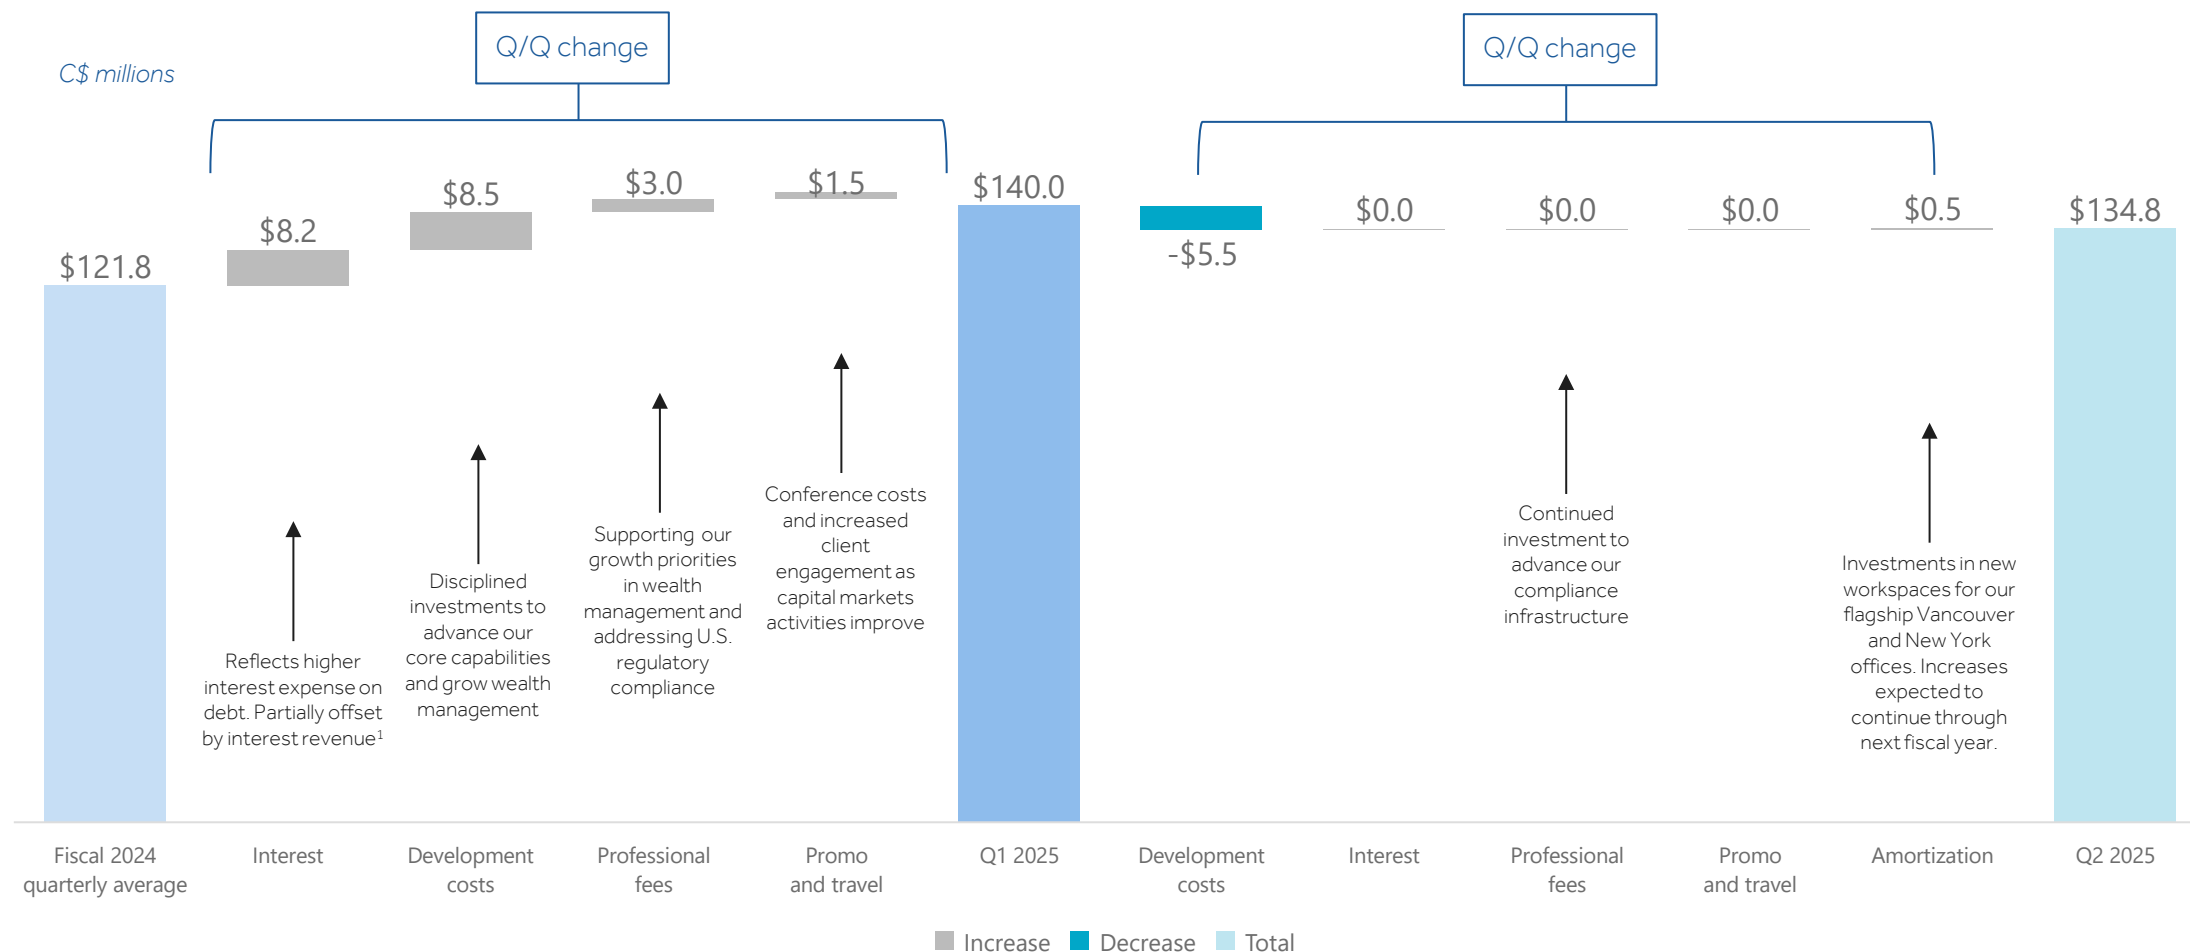 C$ millions
Q/Q change
Q/Q change
$121.8
$8.2
$8.5
$3.0
$1.5
$140.0
-$5.5
$0.0
$0.0
$0.0
$0.5
$134.8
Reflects higher
interest expense on
debt. Partially offset
by interest revenue¹
Disciplined
investments to
advance our
core capabilities
and grow wealth
management
Supporting our
growth priorities
in wealth
management and
addressing U.S.
regulatory
compliance
Conference costs
and increased
client
engagement as
capital markets
activities improve
Continued
investment to
advance our
compliance
infrastructure
Investments in new
workspaces for our
flagship Vancouver
and New York
offices. Increases
expected to
continue through
next fiscal year.
Fiscal 2024
quarterly average
Interest
Development
costs
Professional
fees
Promo
and travel
Q1 2025
Development
costs
Interest
Professional
fees
Promo
and travel
Amortization
Q2 2025
Increase
Decrease
Total